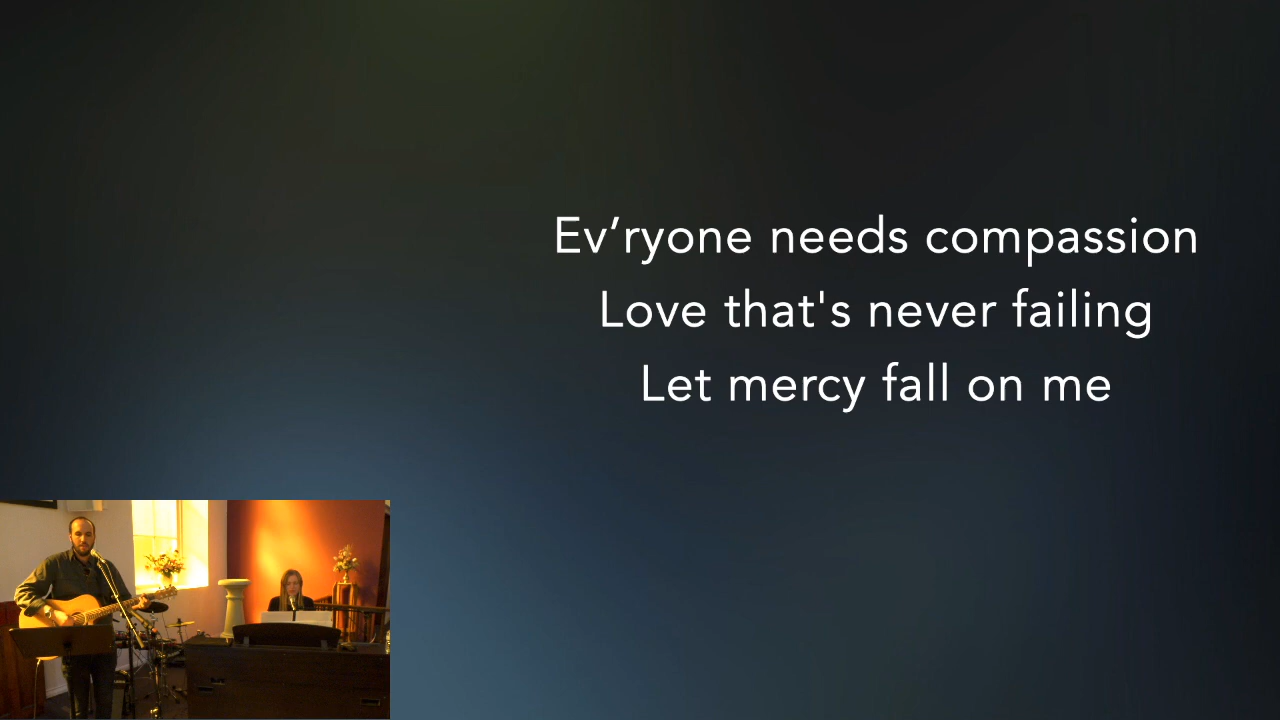 Ev’ryone needs compassion
Love that's never failing
Let mercy fall on me